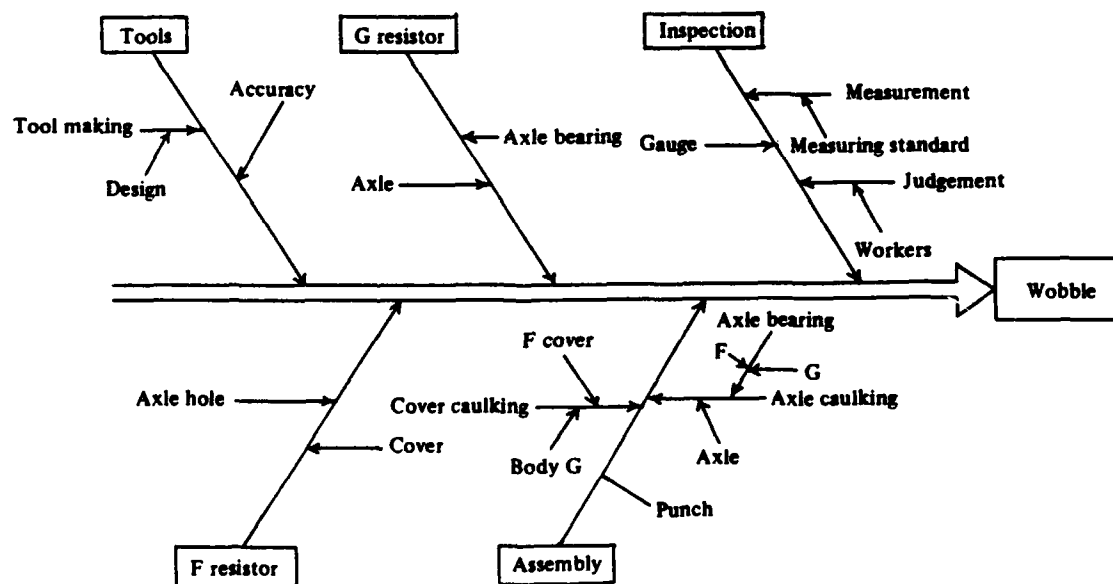 Tools
G resistor
Inspection
Accuracy
Measurement
Tool making
Axle bearing
Gauge
Measuring standard
Design
Axle
Judgement
Workers
Wobble
Axle bearing
F cover
F
G
Axle hole
Cover caulking
Axle caulking
Cover
Body G
Axle
Punch
F resistor
Assembly